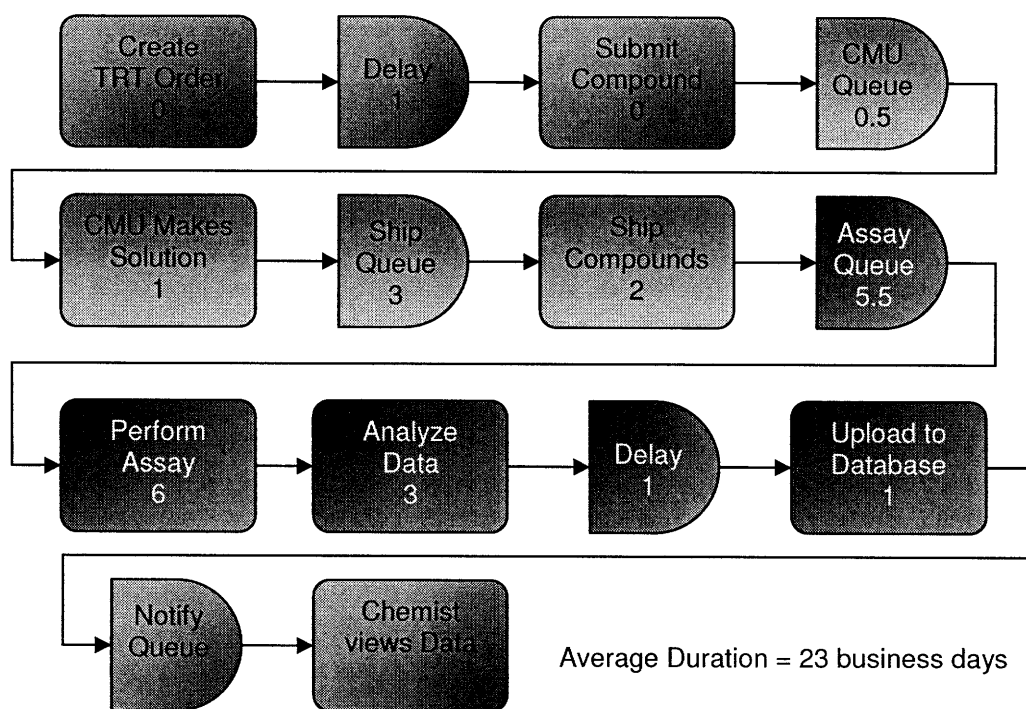 Create
TRT Order
0
Delay
1
Submit
Compound
0
CMU
Queue
0.5
CMU Makes
Solution
1
Ship
Queue
3
Ship
Compounds
2
Assay
Queue
5.5
Perform
Assay
6
Analyze
Data
3
Delay
1
Upload to
Database
1
Notify
Queue
Chemist
views Data
Average Duration = 23 business days